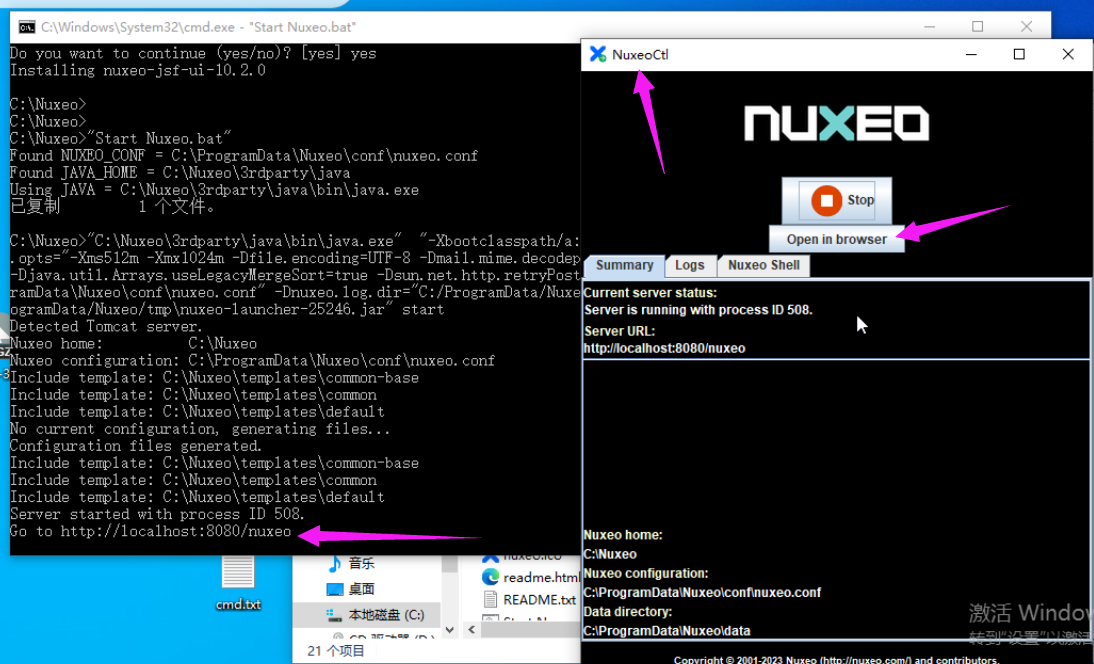 C:\Windows\System32\cmd.exe - "Start Nuxeo.bat"
Do you want to continue (yes/no)? [yes] yes
Installing nuxeo-jsf-ui-10.2.0
C:\Nuxeo>
C:\Nuxeo>
C:\Nuxeo>"Start Nuxeo.bat"
Found NUXEO_CONF = C:\ProgramData\Nuxeo\conf\nuxeo.conf
Found JAVA_HOME = C:\Nuxeo\3rdparty\java
Using JAVA = C:\Nuxeo\3rdparty\java\bin\java.exe
已复制         1 个文件。
C:\Nuxeo>"C:\Nuxeo\3rdparty\java\bin\java.exe"  "-Xbootclasspath/a:
.opts="-Xms512m -Xmx1024m -Dfile.encoding=UTF-8 -Dmail.mime.decodep
-Djava.util.Arrays.useLegacyMergeSort=true -Dsun.net.http.retryPost
ramData\Nuxeo\conf\nuxeo.conf" -Dnuxeo.log.dir="C:/ProgramData/Nuxe
ogramData/Nuxeo/tmp\nuxeo-launcher-25246.jar" start
Detected Tomcat server.
Nuxeo home:          C:\Nuxeo
Nuxeo configuration: C:\ProgramData\Nuxeo\conf\nuxeo.conf
Include template: C:\Nuxeo\templates\common-base
Include template: C:\Nuxeo\templates\common
Include template: C:\Nuxeo\templates\default
No current configuration, generating files...
Configuration files generated.
Include template: C:\Nuxeo\templates\common-base
Include template: C:\Nuxeo\templates\common
Include template: C:\Nuxeo\templates\default
Server started with process ID 508.
Go to http://localhost:8080/nuxeo
NuxeoCtl
NUXEO
Stop
Open in browser
Summary Logs Nuxeo Shell
Current server status:
Server is running with process ID 508.
Server URL:
http://localhost:8080/nuxeo
Nuxeo home:
C:\Nuxeo
Nuxeo configuration:
C:\ProgramData\Nuxeo\conf\nuxeo.conf
Data directory:
C:\ProgramData\Nuxeo\data
Copyright © 2001-2023 Nuxeo (http://nuxeo.com/) and contributors.
cmd.txt
音乐
桌面
本地磁盘 (C:)
CD 驱动器 (D:)
21 个项目
nuxeo.ico
readme.html
README.txt
激活 Window
转到"设置"以激活